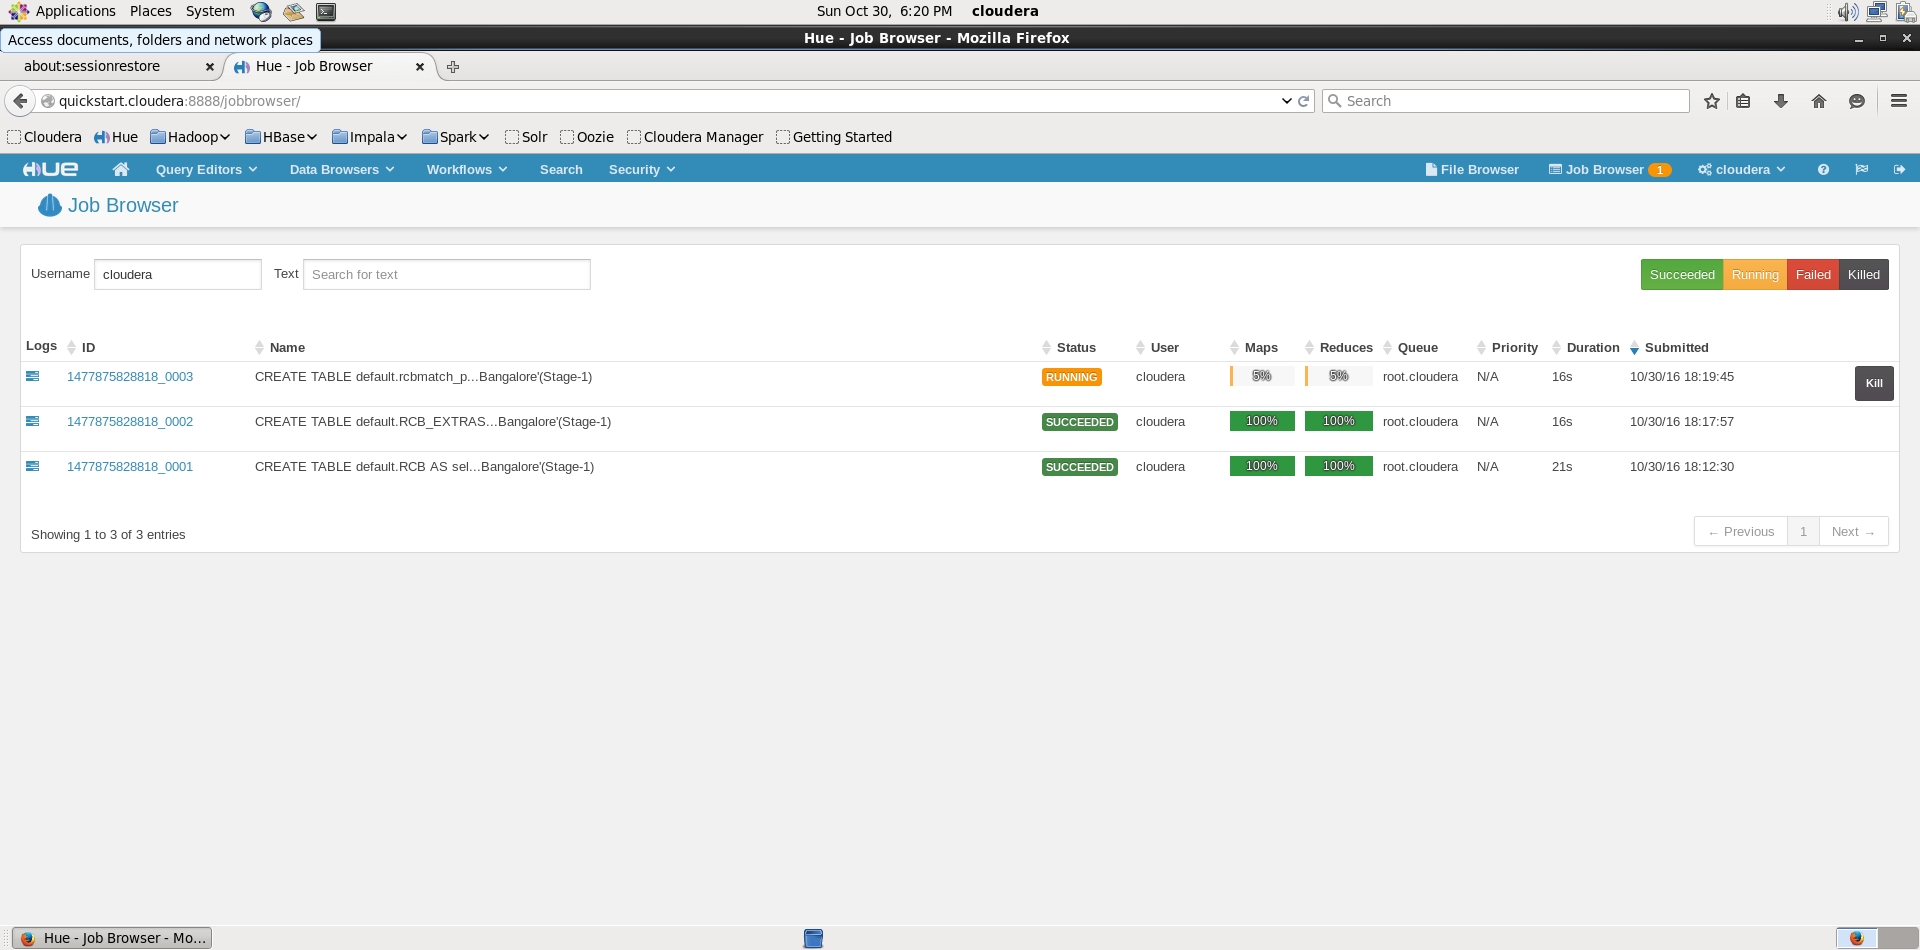 Applications Places System Sun Oct 30, 6:20 PM cloudera
Access documents, folders and network places Hue - Job Browser - Mozilla Firefox
about:sessionrestore Hue - Job Browser
quickstart.cloudera:8888/jobbrowser/ Search
Cloudera Hue Hadoop HBase Impala Spark Solr Oozie Cloudera Manager Getting Started
HUE Query Editors Data Browsers Workflows Search Security File Browser Job Browser 1 cloudera
Job Browser
Username cloudera Text Search for text Succeeded Running Failed Killed
Logs ID Name Status User Maps Reduces Queue Priority Duration Submitted
1477875828818_0003 CREATE TABLE default.rcbmatch_p...Bangalore'(Stage-1) RUNNING cloudera 5% 5% root.cloudera N/A 16s 10/30/16 18:19:45 Kill
1477875828818_0002 CREATE TABLE default.RCB_EXTRAS...Bangalore'(Stage-1) SUCCEEDED cloudera 100% 100% root.cloudera N/A 16s 10/30/16 18:17:57
1477875828818_0001 CREATE TABLE default.RCB AS sel...Bangalore'(Stage-1) SUCCEEDED cloudera 100% 100% root.cloudera N/A 21s 10/30/16 18:12:30
Showing 1 to 3 of 3 entries ← Previous 1 Next →
Hue - Job Browser - Mo...